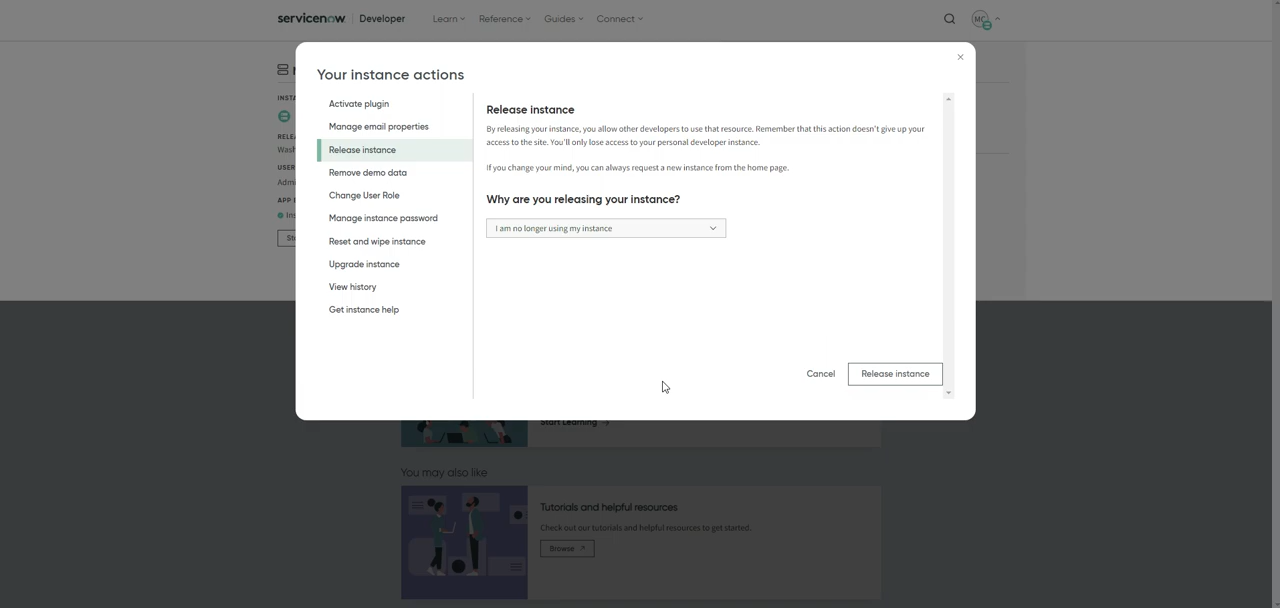 servicenow Developer Learn Reference Guides Connect MC
Your instance actions
Activate plugin
Manage email properties
Release instance
Remove demo data
Change User Role
Manage instance password
Reset and wipe instance
Upgrade instance
View history
Get instance help
Release instance
By releasing your instance, you allow other developers to use that resource. Remember that this action doesn't give up your
access to the site. You'll only lose access to your personal developer instance.
If you change your mind, you can always request a new instance from the home page.
Why are you releasing your instance?
I am no longer using my instance
Cancel Release instance
Start Learning
You may also like
Tutorials and helpful resources
Check out our tutorials and helpful resources to get started.
Browse